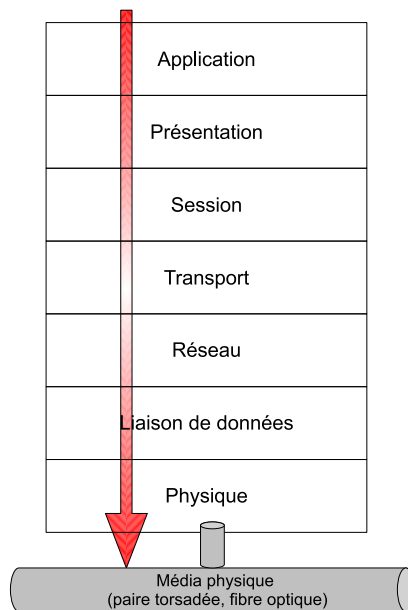 Application
Présentation
Session
Transport
Réseau
Liaison de données
Physique
Média physique
(paire torsadée, fibre optique)